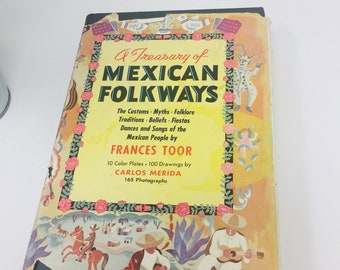 A Treasury of
MEXICAN
FOLKWAYS
The Customs · Myths · Folklore
Traditions · Beliefs · Fiestas
Dances and Songs of the
Mexican People by
FRANCES TOOR
10 Color Plates · 100 Drawings by
CARLOS MERIDA
165 Photographs